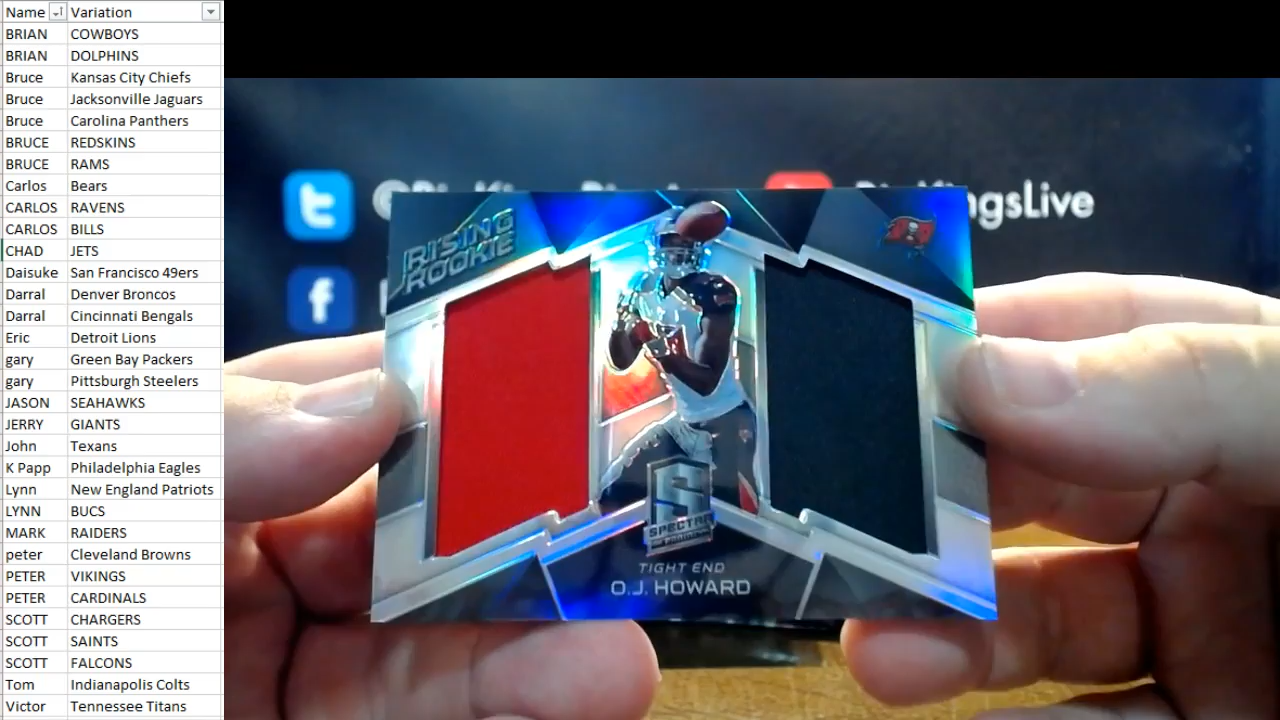 Name Variation
BRIAN COWBOYS
BRIAN DOLPHINS
Bruce Kansas City Chiefs
Bruce Jacksonville Jaguars
Bruce Carolina Panthers
BRUCE REDSKINS
BRUCE RAMS
Carlos Bears
CARLOS RAVENS
CARLOS BILLS
CHAD JETS
Daisuke San Francisco 49ers
Darral Denver Broncos
Darral Cincinnati Bengals
Eric Detroit Lions
gary Green Bay Packers
gary Pittsburgh Steelers
JASON SEAHAWKS
JERRY GIANTS
John Texans
K Papp Philadelphia Eagles
Lynn New England Patriots
LYNN BUCS
MARK RAIDERS
peter Cleveland Browns
PETER VIKINGS
PETER CARDINALS
SCOTT CHARGERS
SCOTT SAINTS
SCOTT FALCONS
Tom Indianapolis Colts
Victor Tennessee Titans
RISING
ROOKIE
SPECTRA
PANINI
TIGHT END
O.J. HOWARD